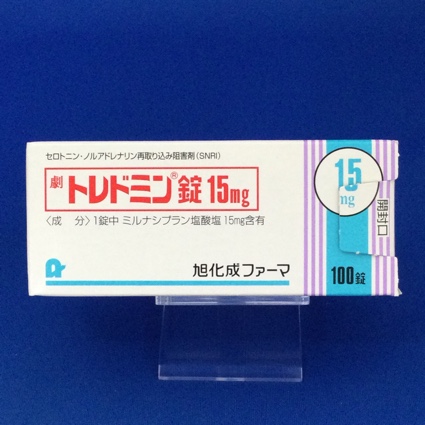 セロトニン・ノルアドレナリン再取り込み阻害剤(SNRI)
劇 トレドミン®錠 15mg
〈成 分〉1錠中 ミルナシプラン塩酸塩 15mg含有
旭化成ファーマ
15
mg
開封口
100錠